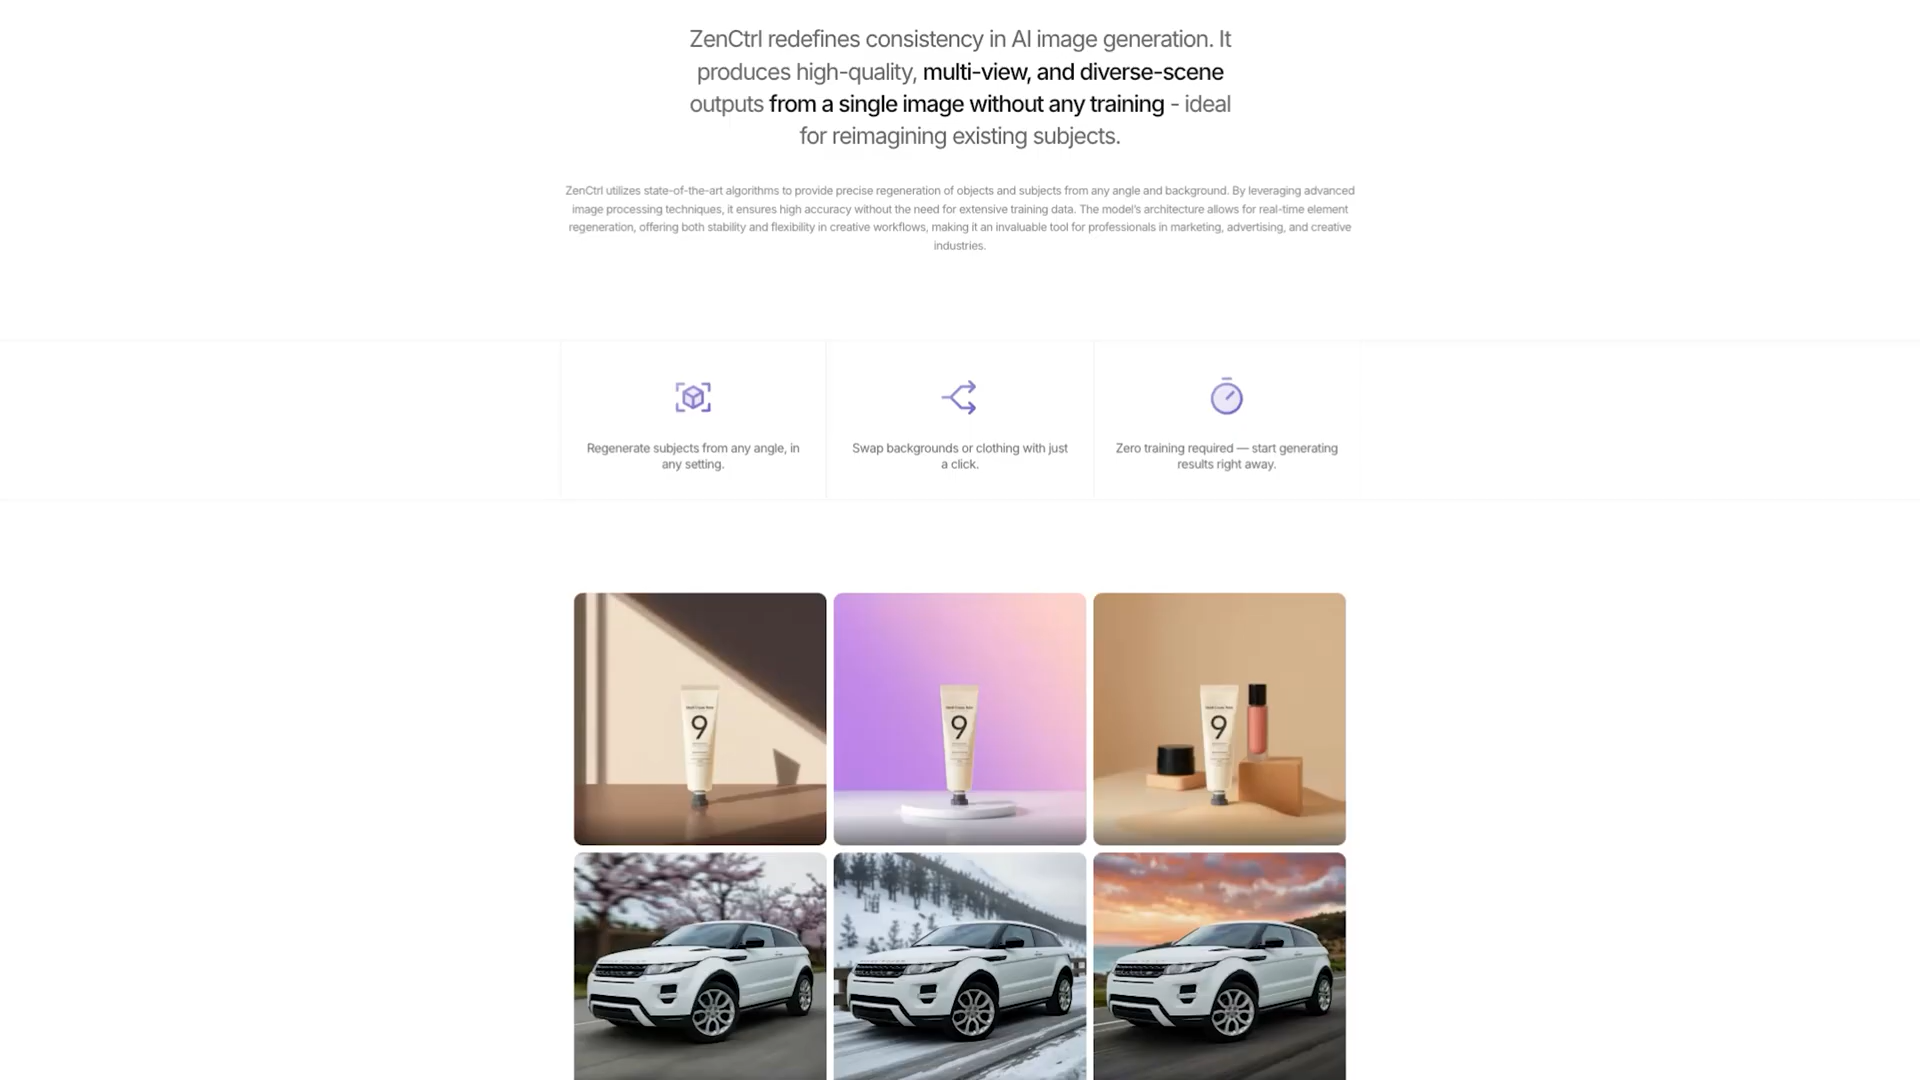 ZenCtrl redefines consistency in AI image generation. It
produces high-quality, multi-view, and diverse-scene
outputs from a single image without any training - ideal
for reimagining existing subjects.
ZenCtrl utilizes state-of-the-art algorithms to provide precise regeneration of objects and subjects from any angle and background. By leveraging advanced
image processing techniques, it ensures high accuracy without the need for extensive training data. The model's architecture allows for real-time element
regeneration, offering both stability and flexibility in creative workflows, making it an invaluable tool for professionals in marketing, advertising, and creative
industries.
Regenerate subjects from any angle, in
any setting.
Swap backgrounds or clothing with just
a click.
Zero training required — start generating
results right away.
9
9
9